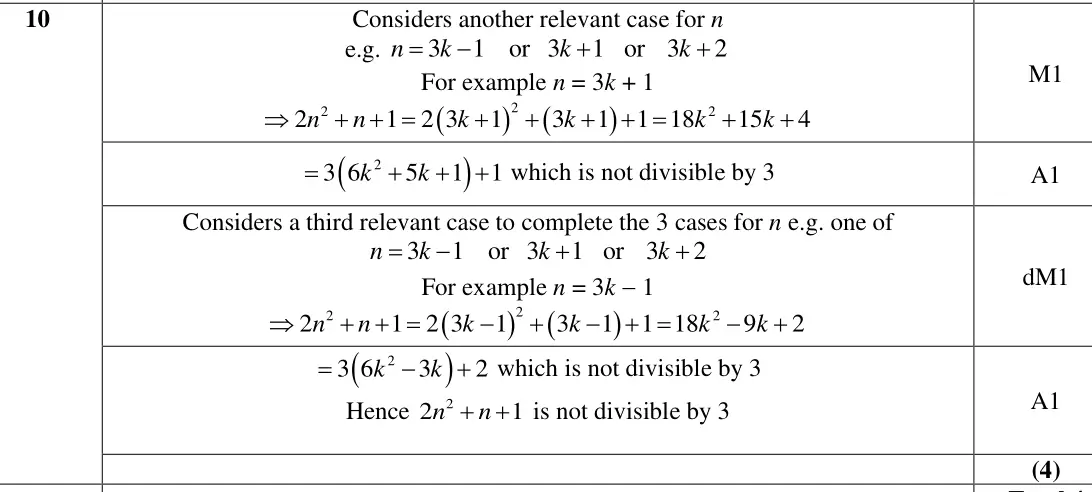 10
Considers another relevant case for n
e.g. n = 3k − 1 or 3k + 1 or 3k + 2
For example n = 3k + 1
⇒ 2n² + n + 1 = 2(3k + 1)² + (3k + 1) + 1 = 18k² + 15k + 4
M1
= 3(6k² + 5k + 1) + 1 which is not divisible by 3
A1
Considers a third relevant case to complete the 3 cases for n e.g. one of
n = 3k − 1 or 3k + 1 or 3k + 2
For example n = 3k − 1
⇒ 2n² + n + 1 = 2(3k − 1)² + (3k − 1) + 1 = 18k² − 9k + 2
dM1
= 3(6k² − 3k) + 2 which is not divisible by 3
Hence 2n² + n + 1 is not divisible by 3
A1
(4)